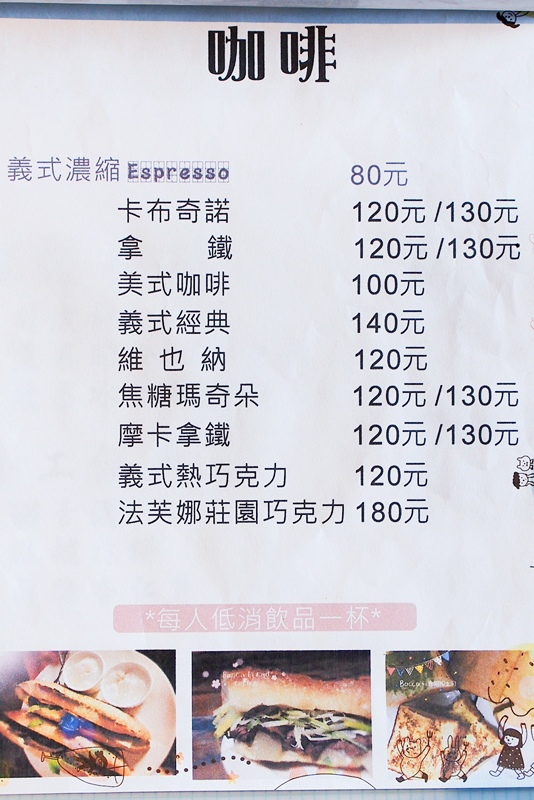 咖啡
義式濃縮 Espresso 80元
卡布奇諾 120元/130元
拿 鐵 120元/130元
美式咖啡 100元
義式經典 140元
維也納 120元
焦糖瑪奇朵 120元/130元
摩卡拿鐵 120元/130元
義式熱巧克力 120元
法芙娜莊園巧克力 180元
*每人低消飲品一杯*